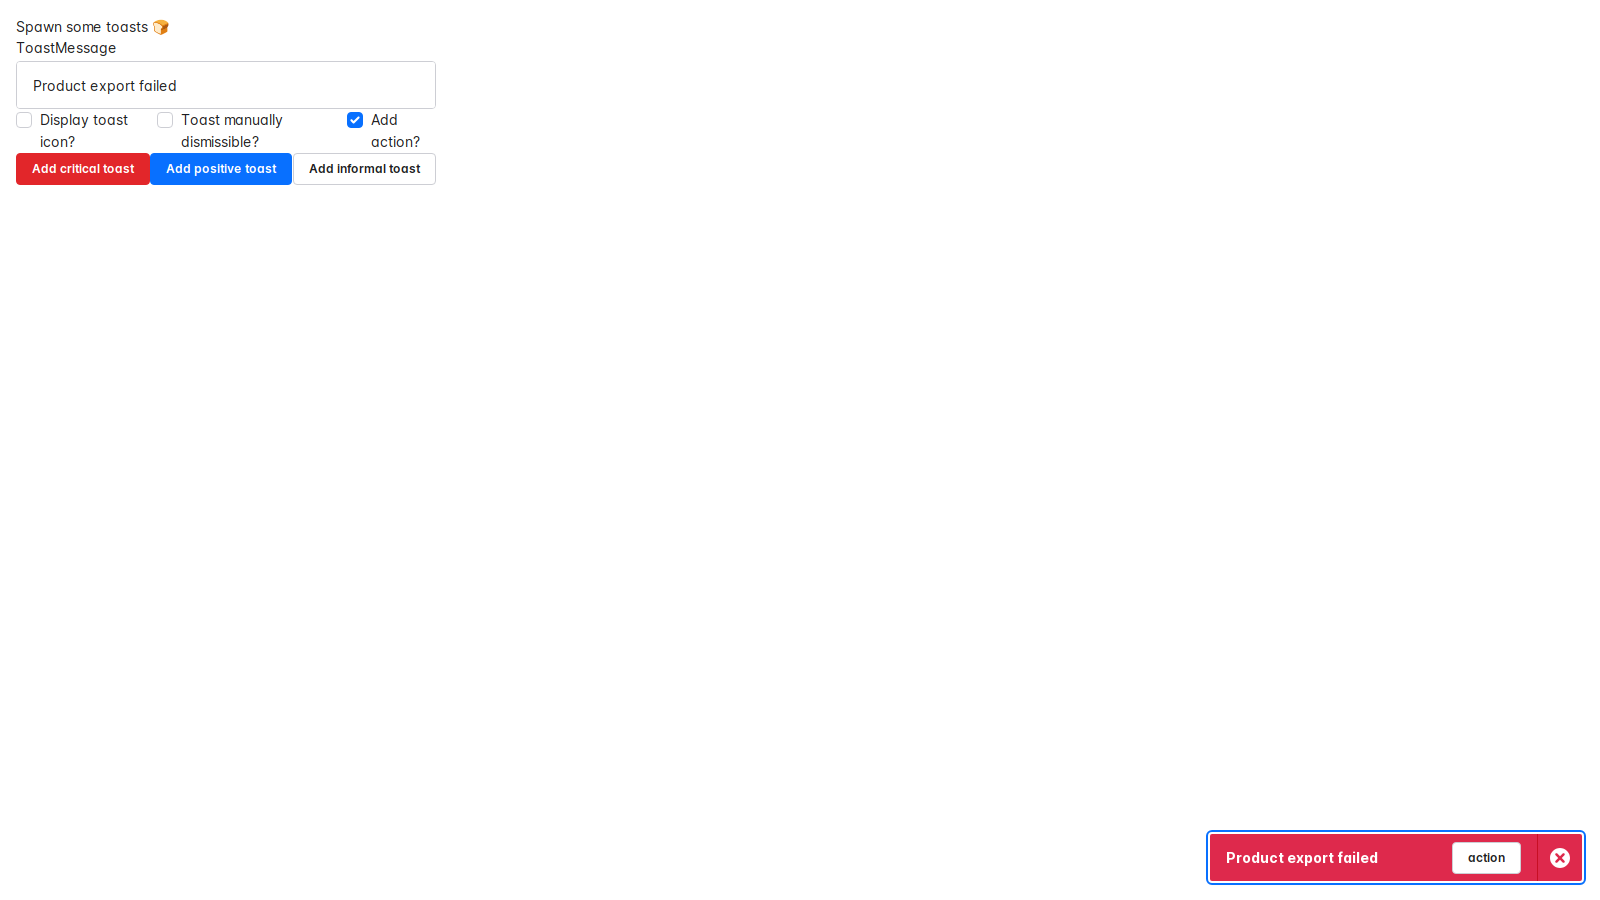 Spawn some toasts 🍞
ToastMessage
Product export failed
Display toast icon?
Toast manually dismissible?
Add action?
Add critical toast
Add positive toast
Add informal toast
Product export failed
action